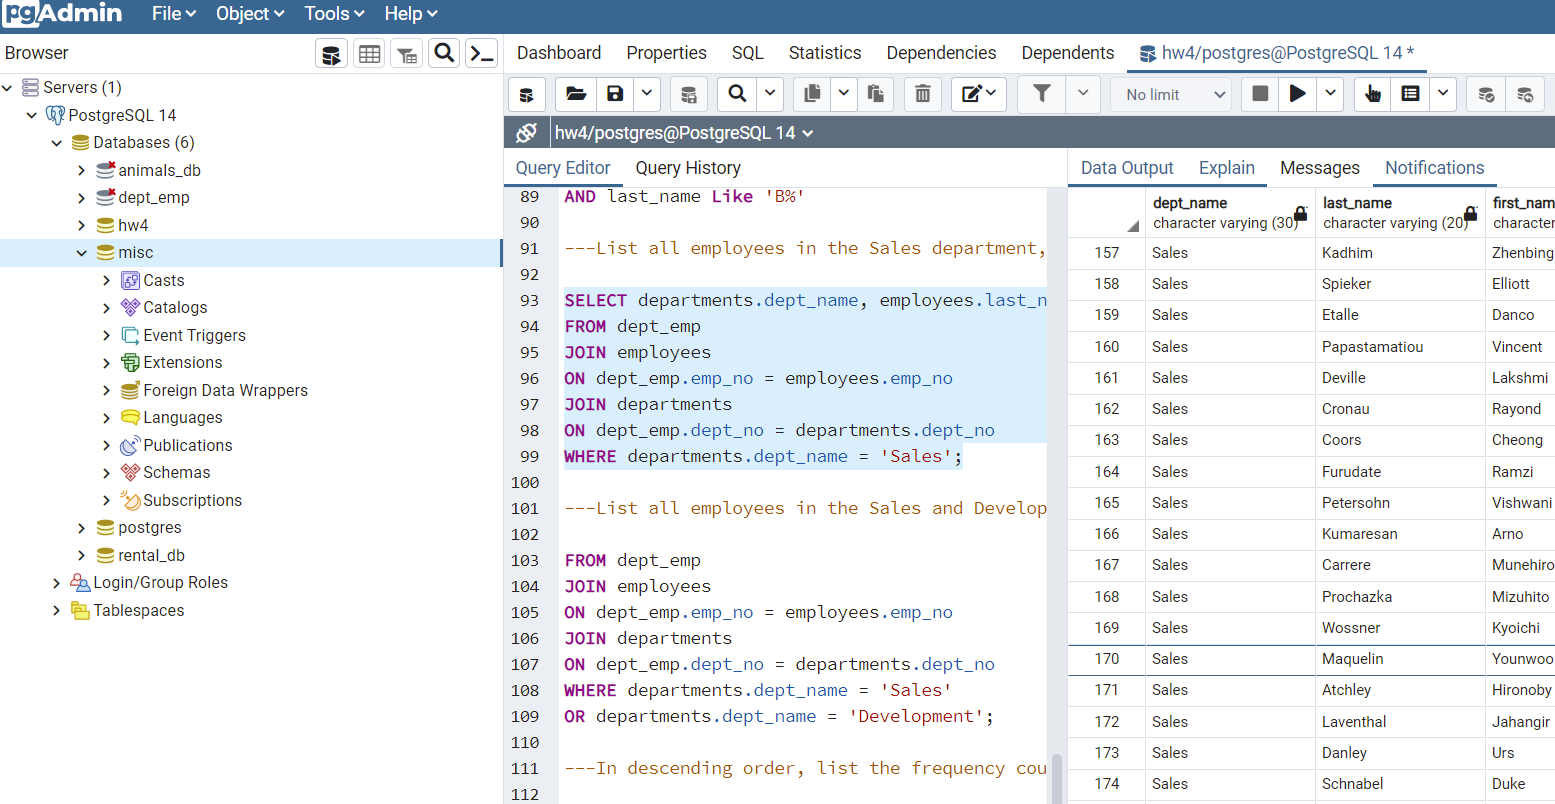 pgAdmin File Object Tools Help
Browser
Dashboard Properties SQL Statistics Dependencies Dependents hw4/postgres@PostgreSQL 14 *
No limit
hw4/postgres@PostgreSQL 14
Servers (1)
PostgreSQL 14
Databases (6)
animals_db
dept_emp
hw4
misc
Casts
Catalogs
Event Triggers
Extensions
Foreign Data Wrappers
Languages
Publications
Schemas
Subscriptions
postgres
rental_db
Login/Group Roles
Tablespaces
Query Editor Query History
89 AND last_name Like 'B%'
90
91 ---List all employees in the Sales department,
92
93 SELECT departments.dept_name, employees.last_n
94 FROM dept_emp
95 JOIN employees
96 ON dept_emp.emp_no = employees.emp_no
97 JOIN departments
98 ON dept_emp.dept_no = departments.dept_no
99 WHERE departments.dept_name = 'Sales';
100
101 ---List all employees in the Sales and Develop
102
103 FROM dept_emp
104 JOIN employees
105 ON dept_emp.emp_no = employees.emp_no
106 JOIN departments
107 ON dept_emp.dept_no = departments.dept_no
108 WHERE departments.dept_name = 'Sales'
109 OR departments.dept_name = 'Development';
110
111 ---In descending order, list the frequency cou
112
Data Output Explain Messages Notifications
dept_name last_name first_nam
character varying (30) character varying (20) character
157 Sales Kadhim Zhenbing
158 Sales Spieker Elliott
159 Sales Etalle Danco
160 Sales Papastamatiou Vincent
161 Sales Deville Lakshmi
162 Sales Cronau Rayond
163 Sales Coors Cheong
164 Sales Furudate Ramzi
165 Sales Petersohn Vishwani
166 Sales Kumaresan Arno
167 Sales Carrere Munehiro
168 Sales Prochazka Mizuhito
169 Sales Wossner Kyoichi
170 Sales Maquelin Younwoo
171 Sales Atchley Hironoby
172 Sales Laventhal Jahangir
173 Sales Danley Urs
174 Sales Schnabel Duke